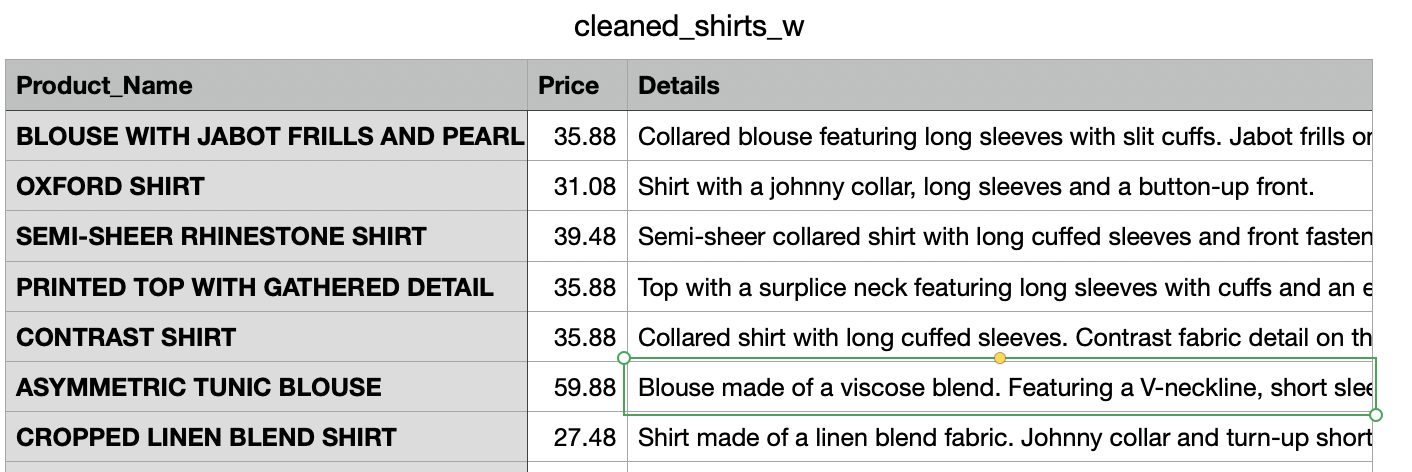 cleaned_shirts_w
Product_Name Price Details
BLOUSE WITH JABOT FRILLS AND PEARL 35.88 Collared blouse featuring long sleeves with slit cuffs. Jabot frills
OXFORD SHIRT 31.08 Shirt with a johnny collar, long sleeves and a button-up front.
SEMI-SHEER RHINESTONE SHIRT 39.48 Semi-sheer collared shirt with long cuffed sleeves and front fasten
PRINTED TOP WITH GATHERED DETAIL 35.88 Top with a surplice neck featuring long sleeves with cuffs and an
CONTRAST SHIRT 35.88 Collared shirt with long cuffed sleeves. Contrast fabric detail on th
ASYMMETRIC TUNIC BLOUSE 59.88 Blouse made of a viscose blend. Featuring a V-neckline, short slee
CROPPED LINEN BLEND SHIRT 27.48 Shirt made of a linen blend fabric. Johnny collar and turn-up short